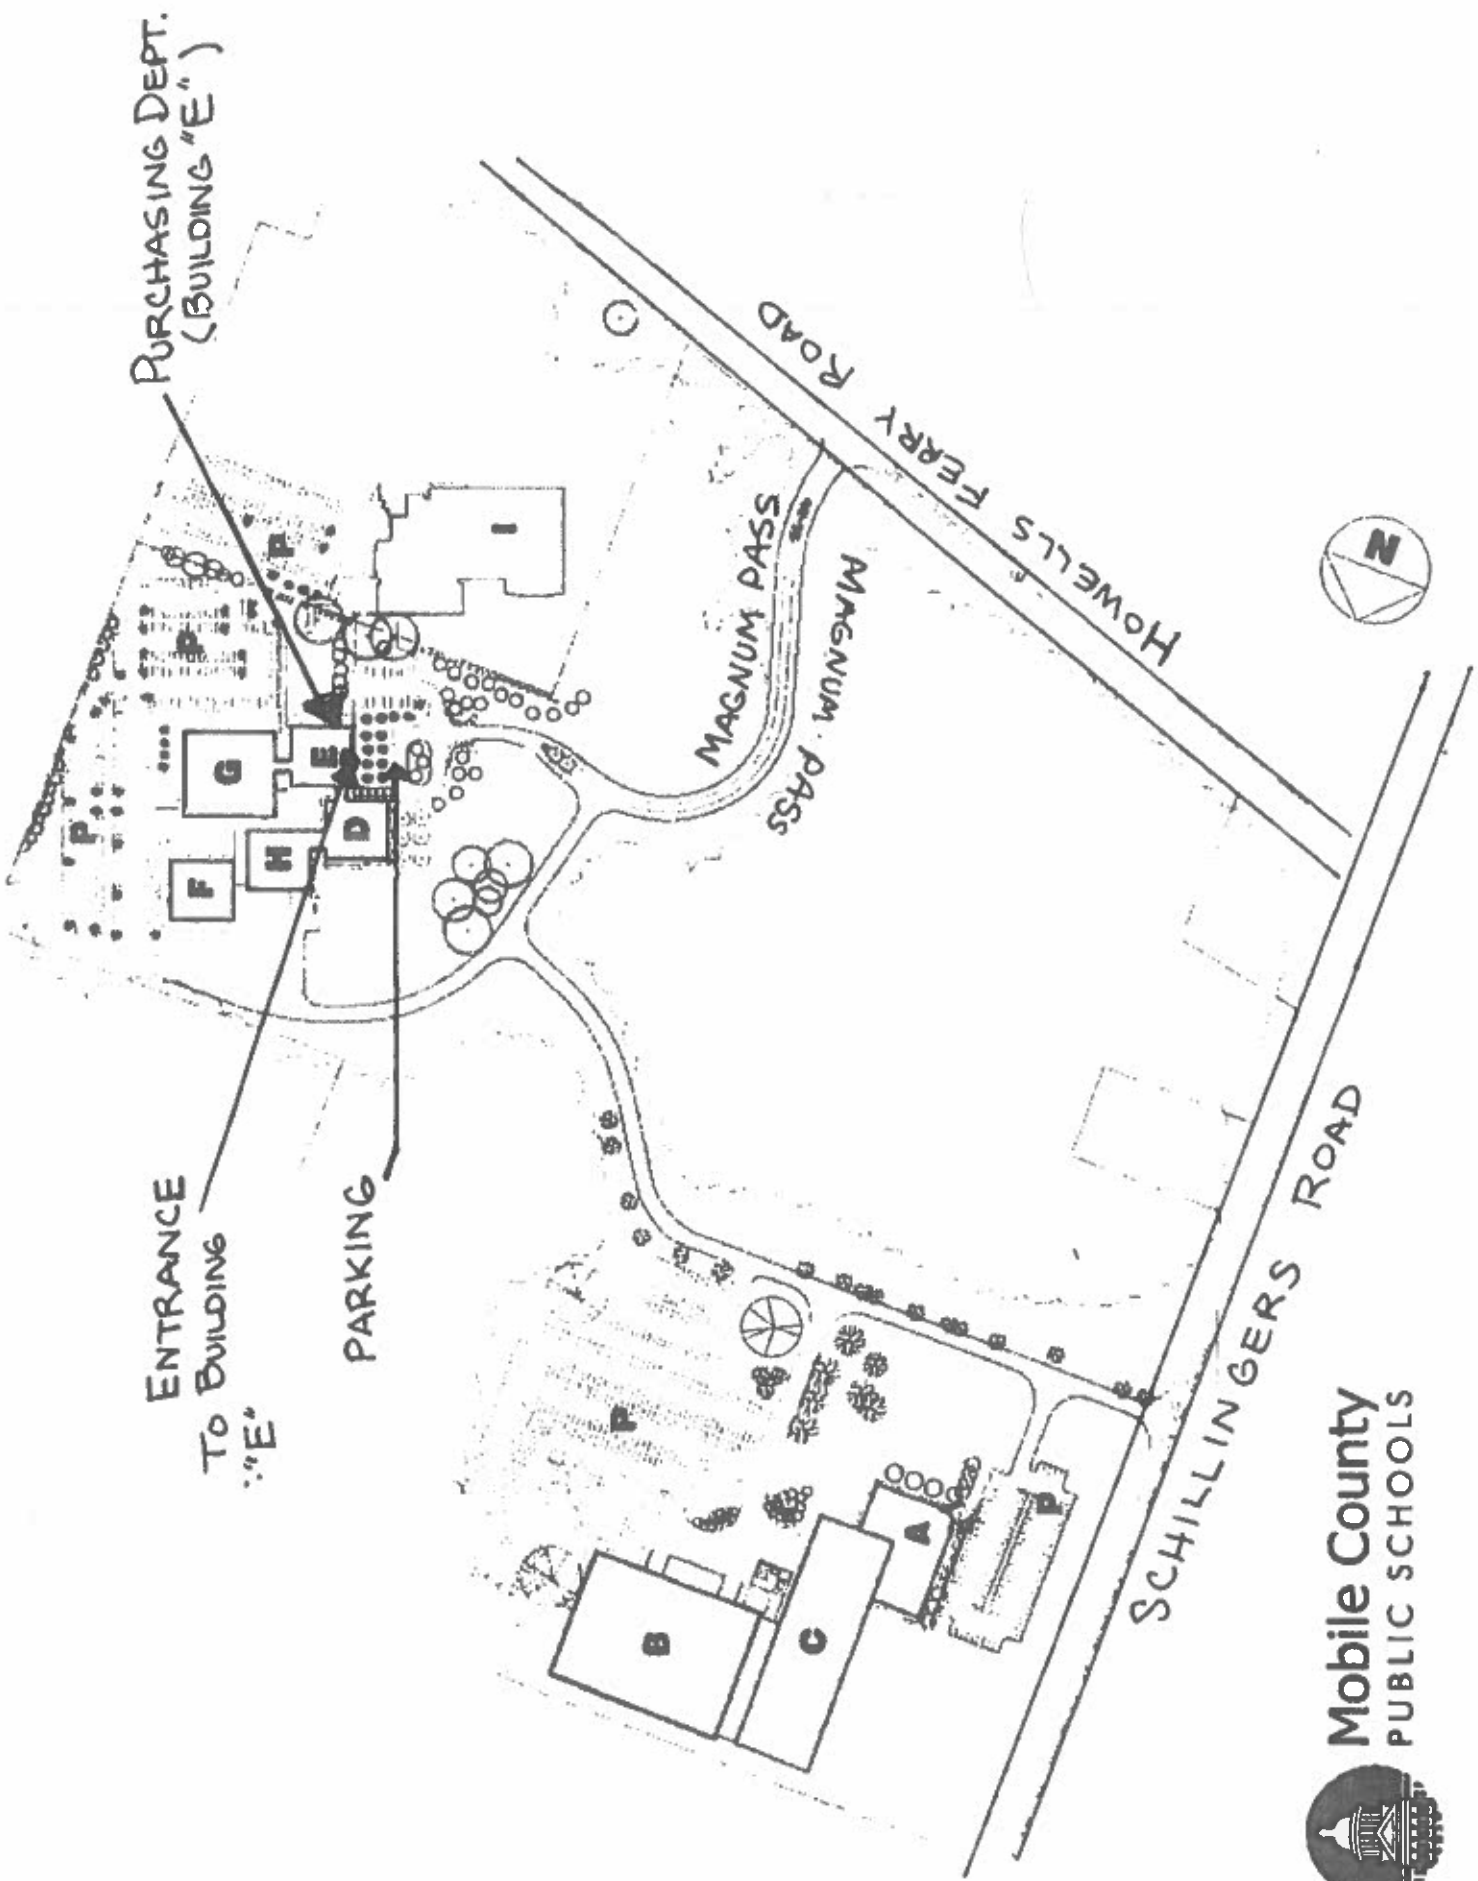 PURCHASING DEPT.
(BUILDING "E")
P
P
P
I
G
E
D
H
F
HOWELLS FERRY ROAD
MAGNUM PASS
MAGNUM PASS
N
ENTRANCE
TO BUILDING
"E"
PARKING
P
B
C
A
P
SCHILLINGERS ROAD
Mobile County
PUBLIC SCHOOLS